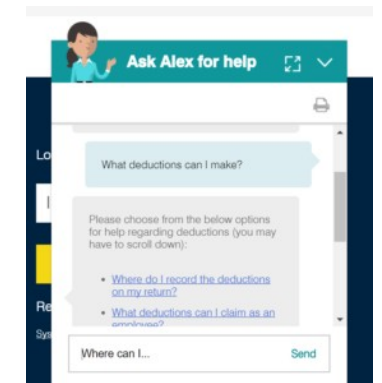 Ask Alex for help
Lo
What deductions can I make?
Please choose from the below options
for help regarding deductions (you may
have to scroll down):
• Where do I record the deductions
on my return?
• What deductions can I claim as an
employee?
Re
Where can I...
Send